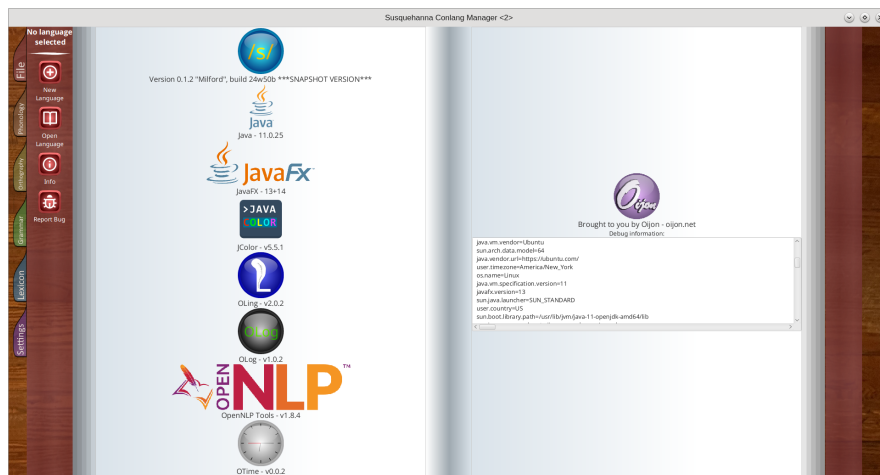 Susquehanna Conlang Manager <2>
No language
selected
File
Phonology
Orthography
Grammar
Lexicon
Settings
New
Language
Open
Language
Info
Report Bug
/s/
Version 0.1.2 "Milford", build 24w50b ***SNAPSHOT VERSION***
Java
Java - 11.0.25
JavaFX
JavaFX - 13+14
>JAVA
COLOR
JColor - v5.5.1
OLing - v2.0.2
OLog
OLog - v1.0.2
OPEN NLP™
OpenNLP Tools - v1.8.4
OTime - v0.0.2
Oijon
Brought to you by Oijon - oijon.net
Debug information:
java.vm.vendor=Ubuntu
sun.arch.data.model=64
java.vendor.url=https://ubuntu.com/
user.timezone=America/New_York
os.name=Linux
java.vm.specification.version=11
javafx.version=13
sun.java.launcher=SUN_STANDARD
user.country=US
sun.boot.library.path=/usr/lib/jvm/java-11-openjdk-amd64/lib